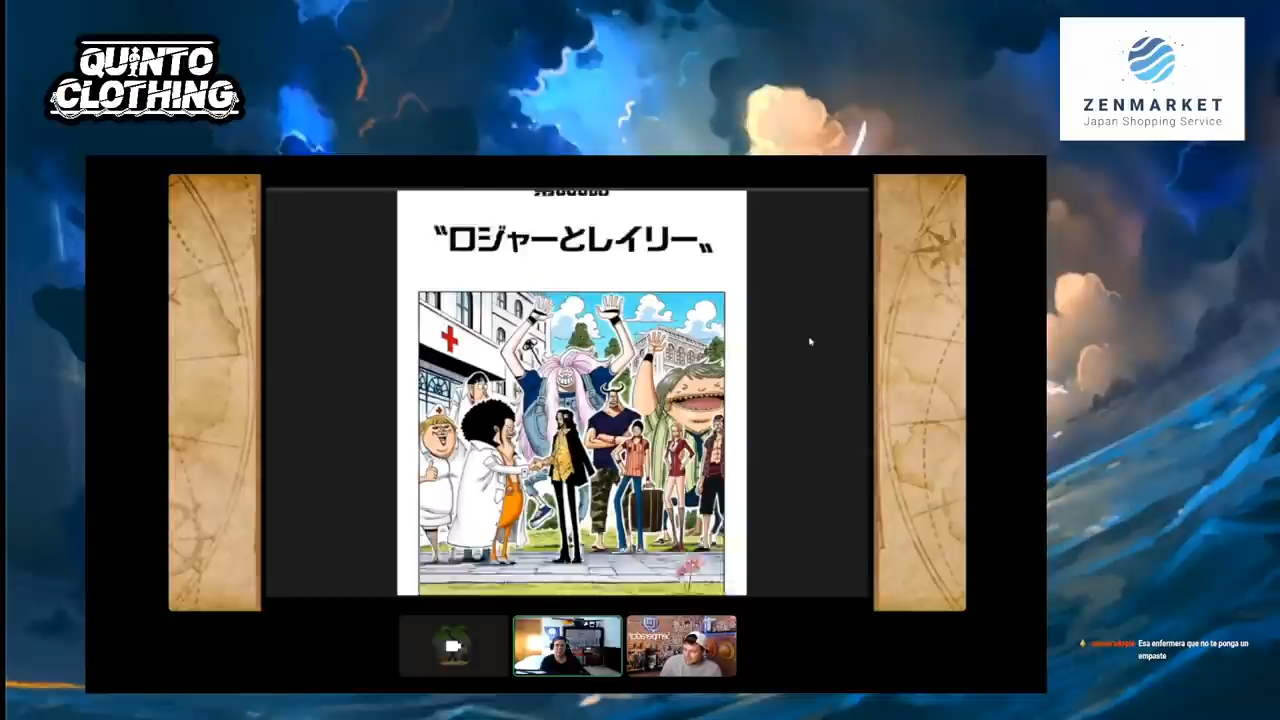 QUINTO
CLOTHING
ZENMARKET
Japan Shopping Service
〝ロジャーとレイリー〟
Esa enfermera que no te ponga un
empaste